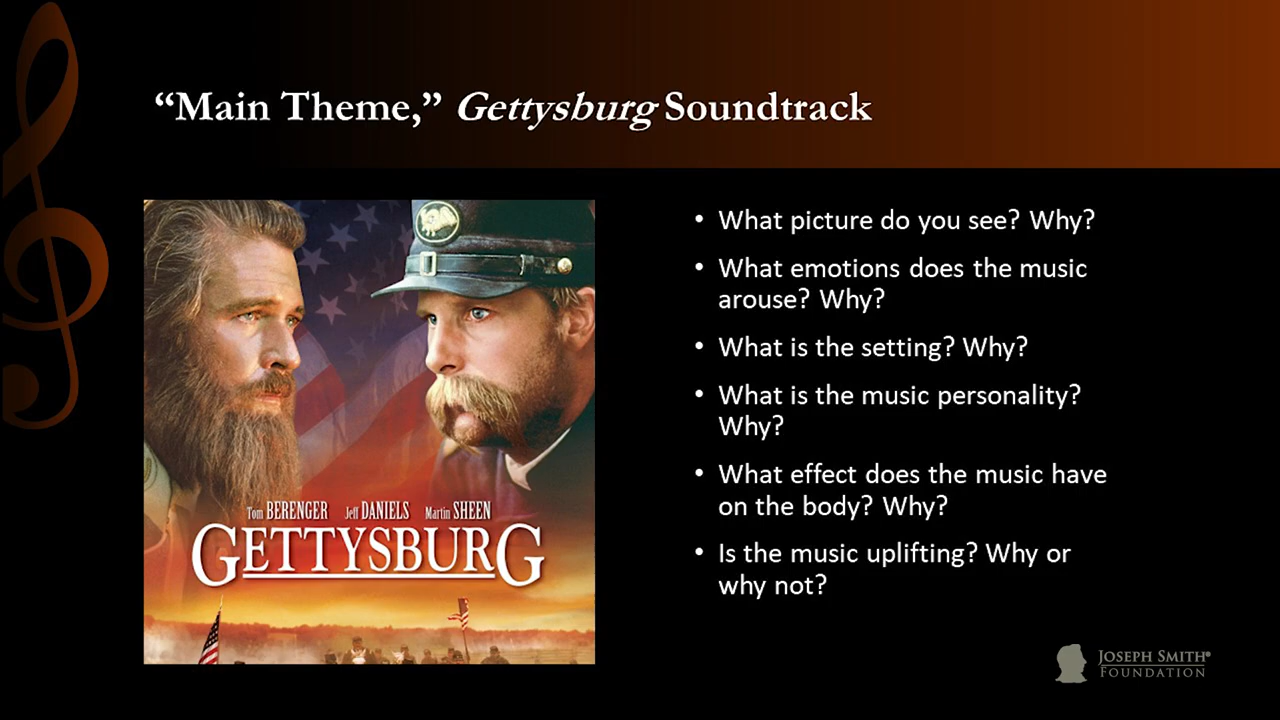 “Main Theme,” Gettysburg Soundtrack
Tom BERENGER Jeff DANIELS Martin SHEEN
GETTYSBURG
• What picture do you see? Why?
• What emotions does the music
arouse? Why?
• What is the setting? Why?
• What is the music personality?
Why?
• What effect does the music have
on the body? Why?
• Is the music uplifting? Why or
why not?
JOSEPH SMITH®
FOUNDATION